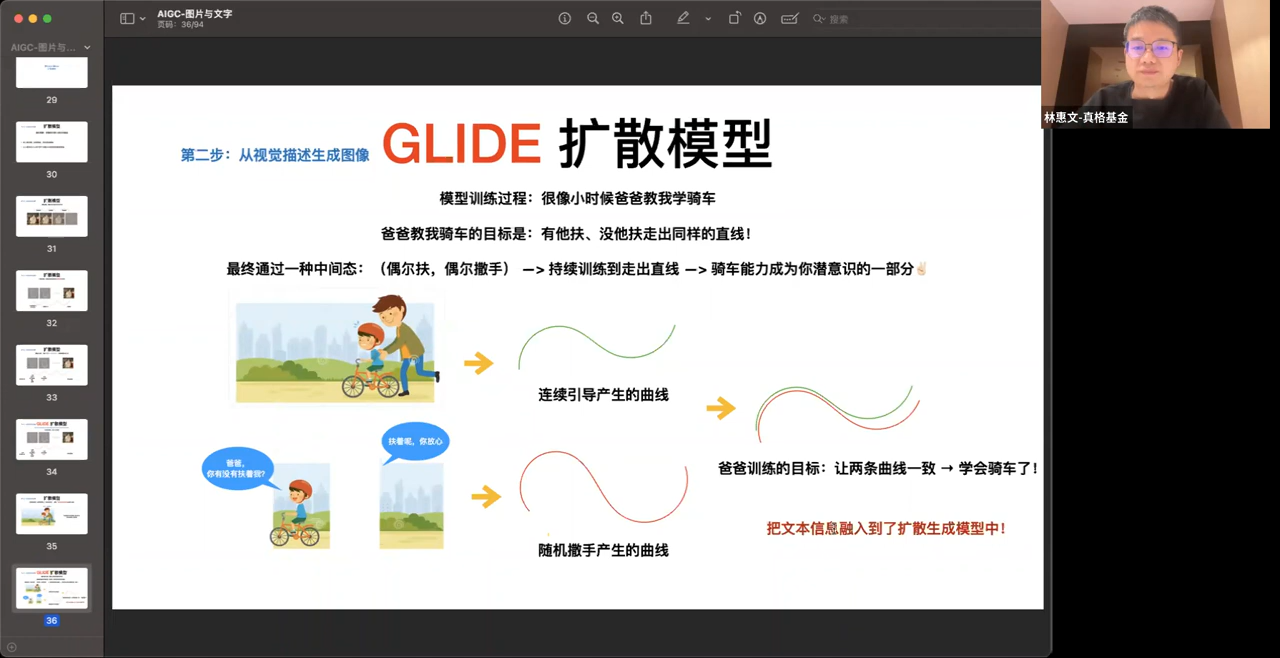 AIGC-图片与文字
页码：36/94
搜索
AIGC-图片与...
29
30
31
32
33
34
35
36
第二步：从视觉描述生成图像
GLIDE 扩散模型
模型训练过程：很像小时候爸爸教我学骑车
爸爸教我骑车的目标是：有他扶、没他扶走出同样的直线！
最终通过一种中间态：（偶尔扶，偶尔撒手） —> 持续训练到走出直线 —> 骑车能力成为你潜意识的一部分✌🏻
连续引导产生的曲线
爸爸，
你有没有扶着我？
扶着呢，你放心
随机撒手产生的曲线
爸爸训练的目标：让两条曲线一致 → 学会骑车了！
把文本信息融入到了扩散生成模型中！
林惠文-真格基金